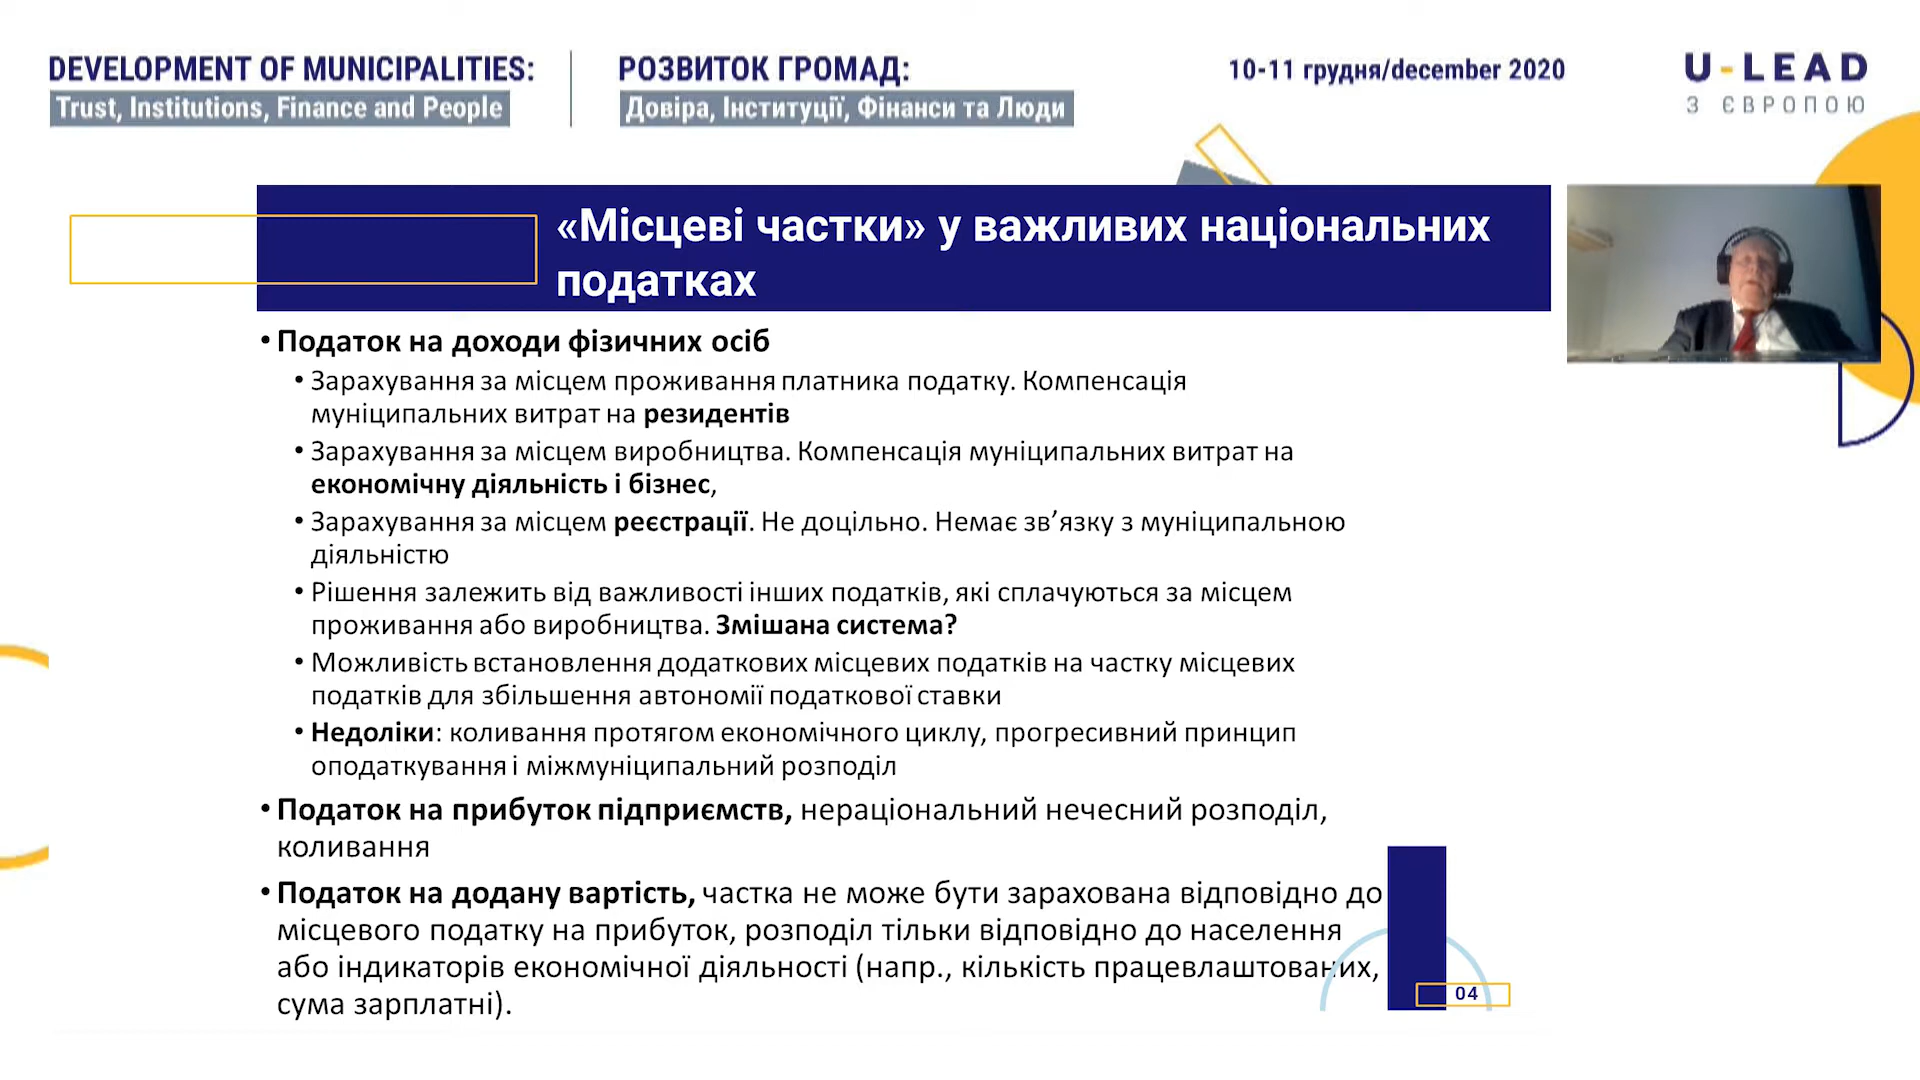 DEVELOPMENT OF MUNICIPALITIES:
Trust, Institutions, Finance and People
РОЗВИТОК ГРОМАД:
Довіра, Інституції, Фінанси та Люди
10-11 грудня/december 2020
U-LEAD
З ЄВРОПОЮ
«Місцеві частки» у важливих національних
податках
• Податок на доходи фізичних осіб
• Зарахування за місцем проживання платника податку. Компенсація
муніципальних витрат на резидентів
• Зарахування за місцем виробництва. Компенсація муніципальних витрат на
економічну діяльність і бізнес,
• Зарахування за місцем реєстрації. Не доцільно. Немає зв’язку з муніципальною
діяльністю
• Рішення залежить від важливості інших податків, які сплачуються за місцем
проживання або виробництва. Змішана система?
• Можливість встановлення додаткових місцевих податків на частку місцевих
податків для збільшення автономії податкової ставки
• Недоліки: коливання протягом економічного циклу, прогресивний принцип
оподаткування і міжмуніципальний розподіл
• Податок на прибуток підприємств, нераціональний нечесний розподіл,
коливання
• Податок на додану вартість, частка не може бути зарахована відповідно до
місцевого податку на прибуток, розподіл тільки відповідно до населення
або індикаторів економічної діяльності (напр., кількість працевлаштованих,
сума зарплатні).
04